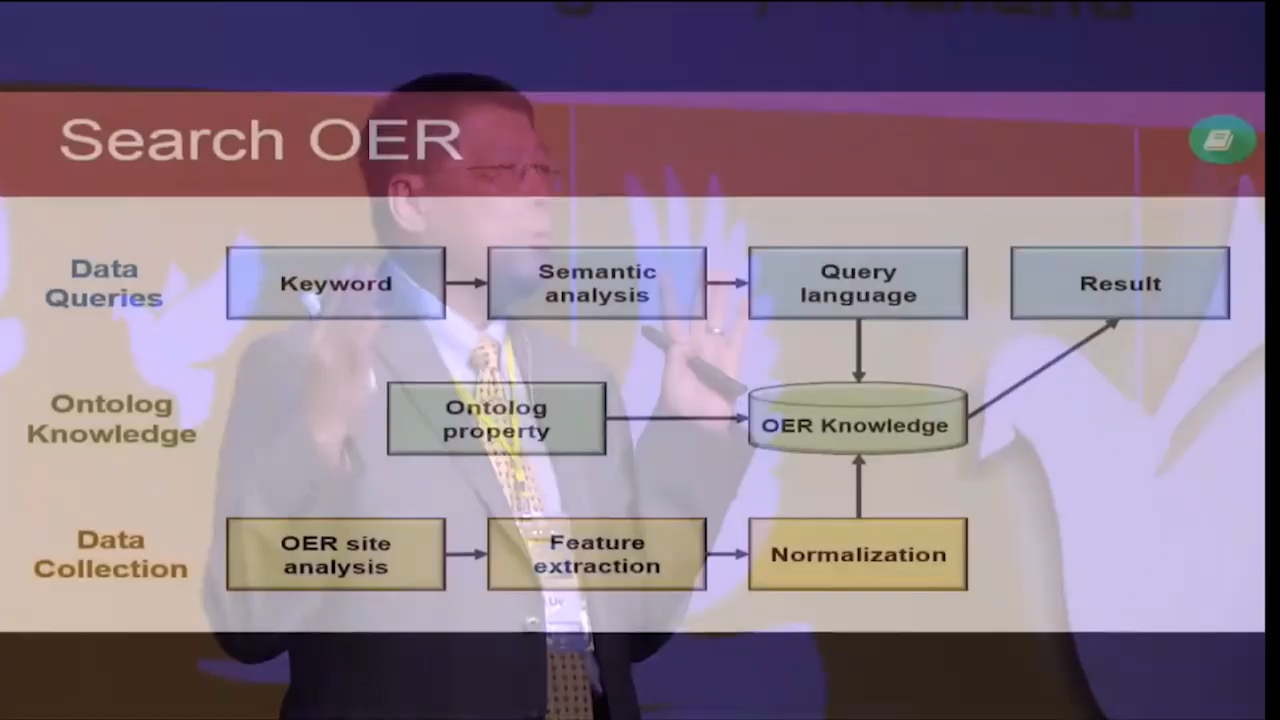 Search OER
Data
Queries
Keyword
Semantic
analysis
Query
language
Result
Ontolog
Knowledge
Ontolog
property
OER Knowledge
Data
Collection
OER site
analysis
Feature
extraction
Normalization